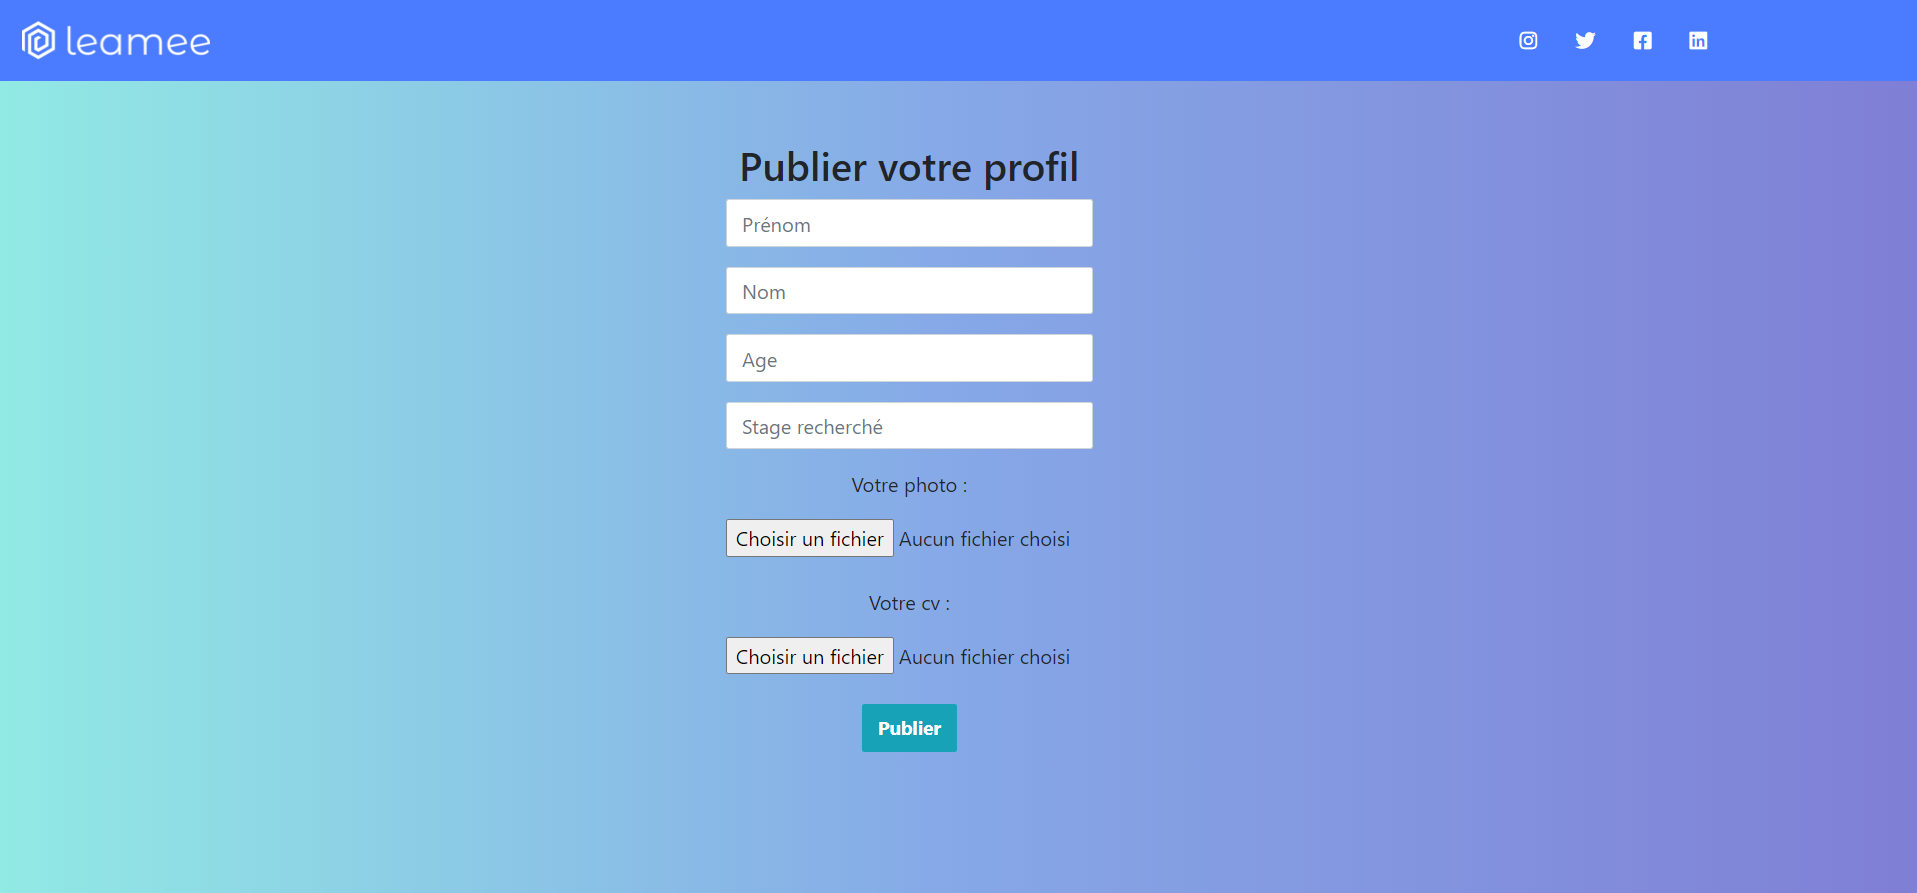 leamee
Publier votre profil
Prénom
Nom
Age
Stage recherché
Votre photo :
Choisir un fichier Aucun fichier choisi
Votre cv :
Choisir un fichier Aucun fichier choisi
Publier